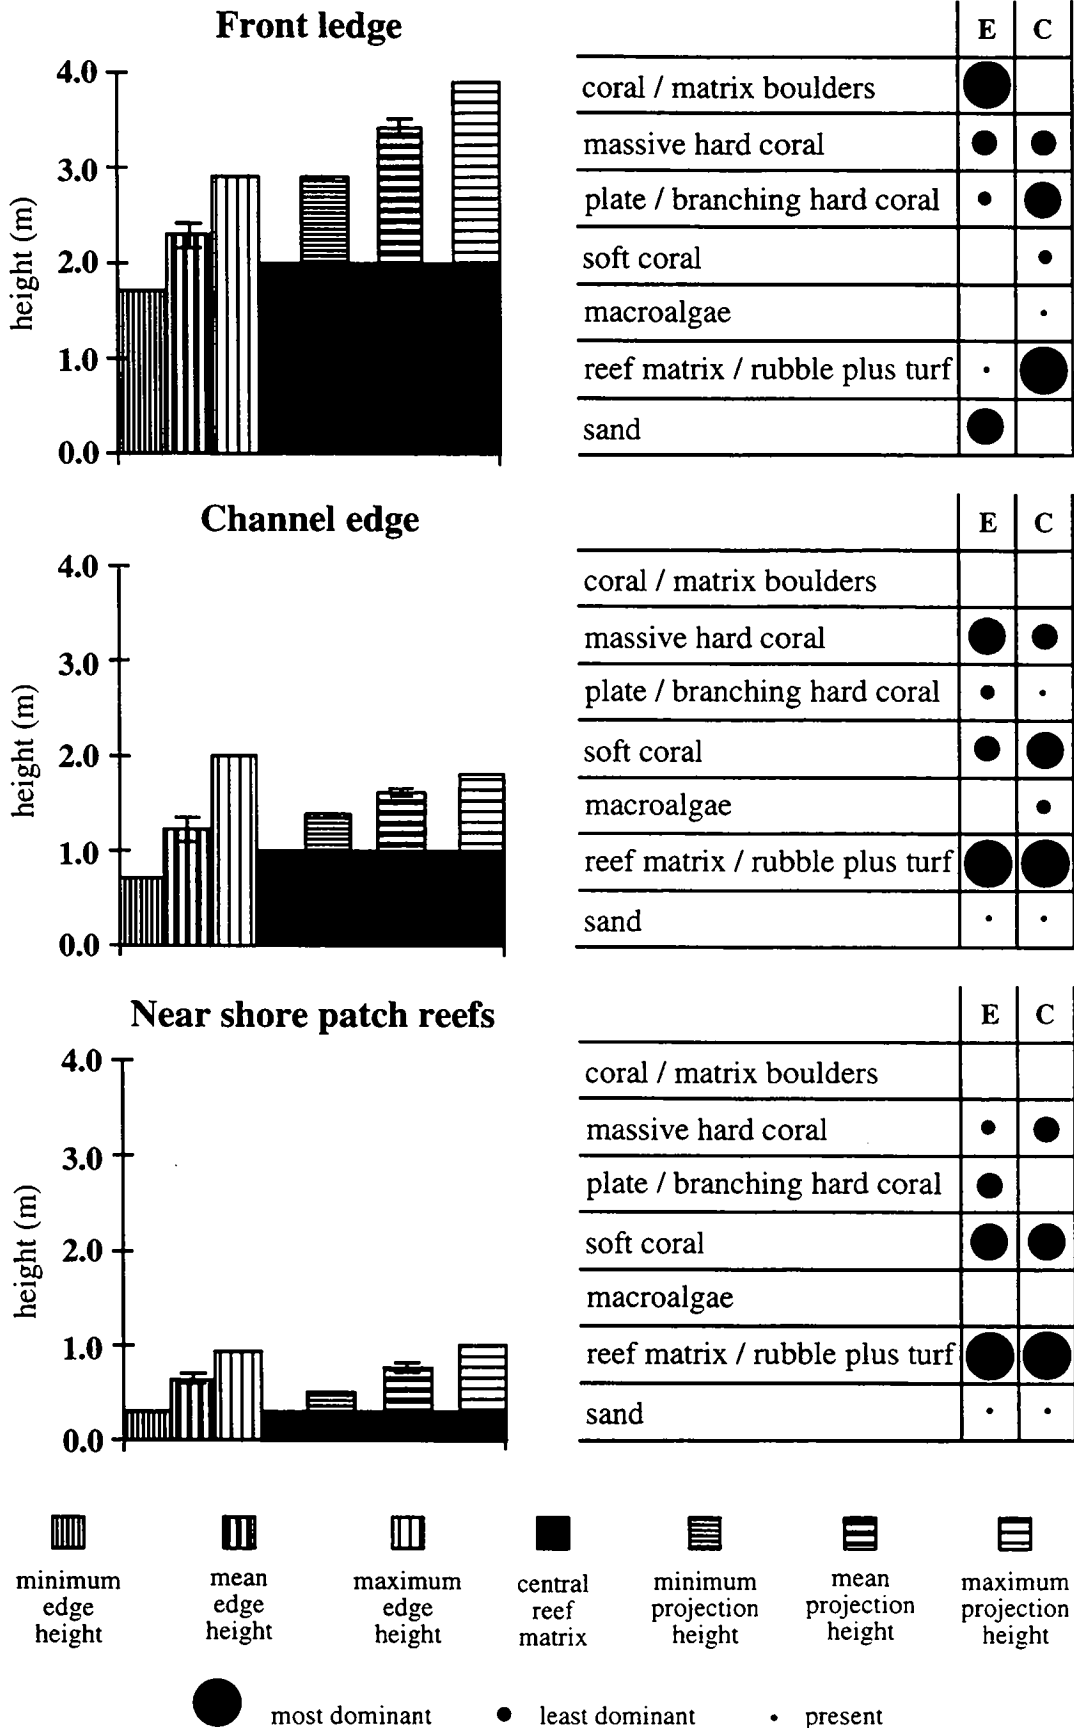 Front ledge
E C
4.0
3.0
2.0
1.0
0.0
height (m)
coral / matrix boulders
massive hard coral
plate / branching hard coral
soft coral
macroalgae
reef matrix / rubble plus turf
sand
Channel edge
E C
4.0
3.0
2.0
1.0
0.0
height (m)
coral / matrix boulders
massive hard coral
plate / branching hard coral
soft coral
macroalgae
reef matrix / rubble plus turf
sand
Near shore patch reefs
E C
4.0
3.0
2.0
1.0
0.0
height (m)
coral / matrix boulders
massive hard coral
plate / branching hard coral
soft coral
macroalgae
reef matrix / rubble plus turf
sand
minimum
edge
height
mean
edge
height
maximum
edge
height
central
reef
matrix
minimum
projection
height
mean
projection
height
maximum
projection
height
most dominant
least dominant
present